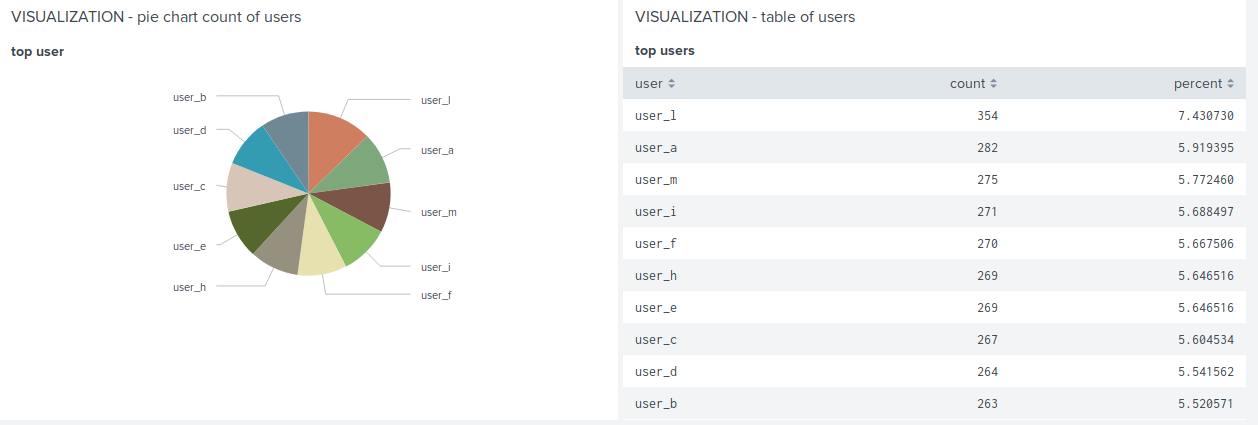 VISUALIZATION - pie chart count of users
top user
user_b
user_l
user_d
user_a
user_c
user_m
user_e
user_i
user_h
user_f
VISUALIZATION - table of users
top users
user count percent
user_l 354 7.430730
user_a 282 5.919395
user_m 275 5.772460
user_i 271 5.688497
user_f 270 5.667506
user_h 269 5.646516
user_e 269 5.646516
user_c 267 5.604534
user_d 264 5.541562
user_b 263 5.520571